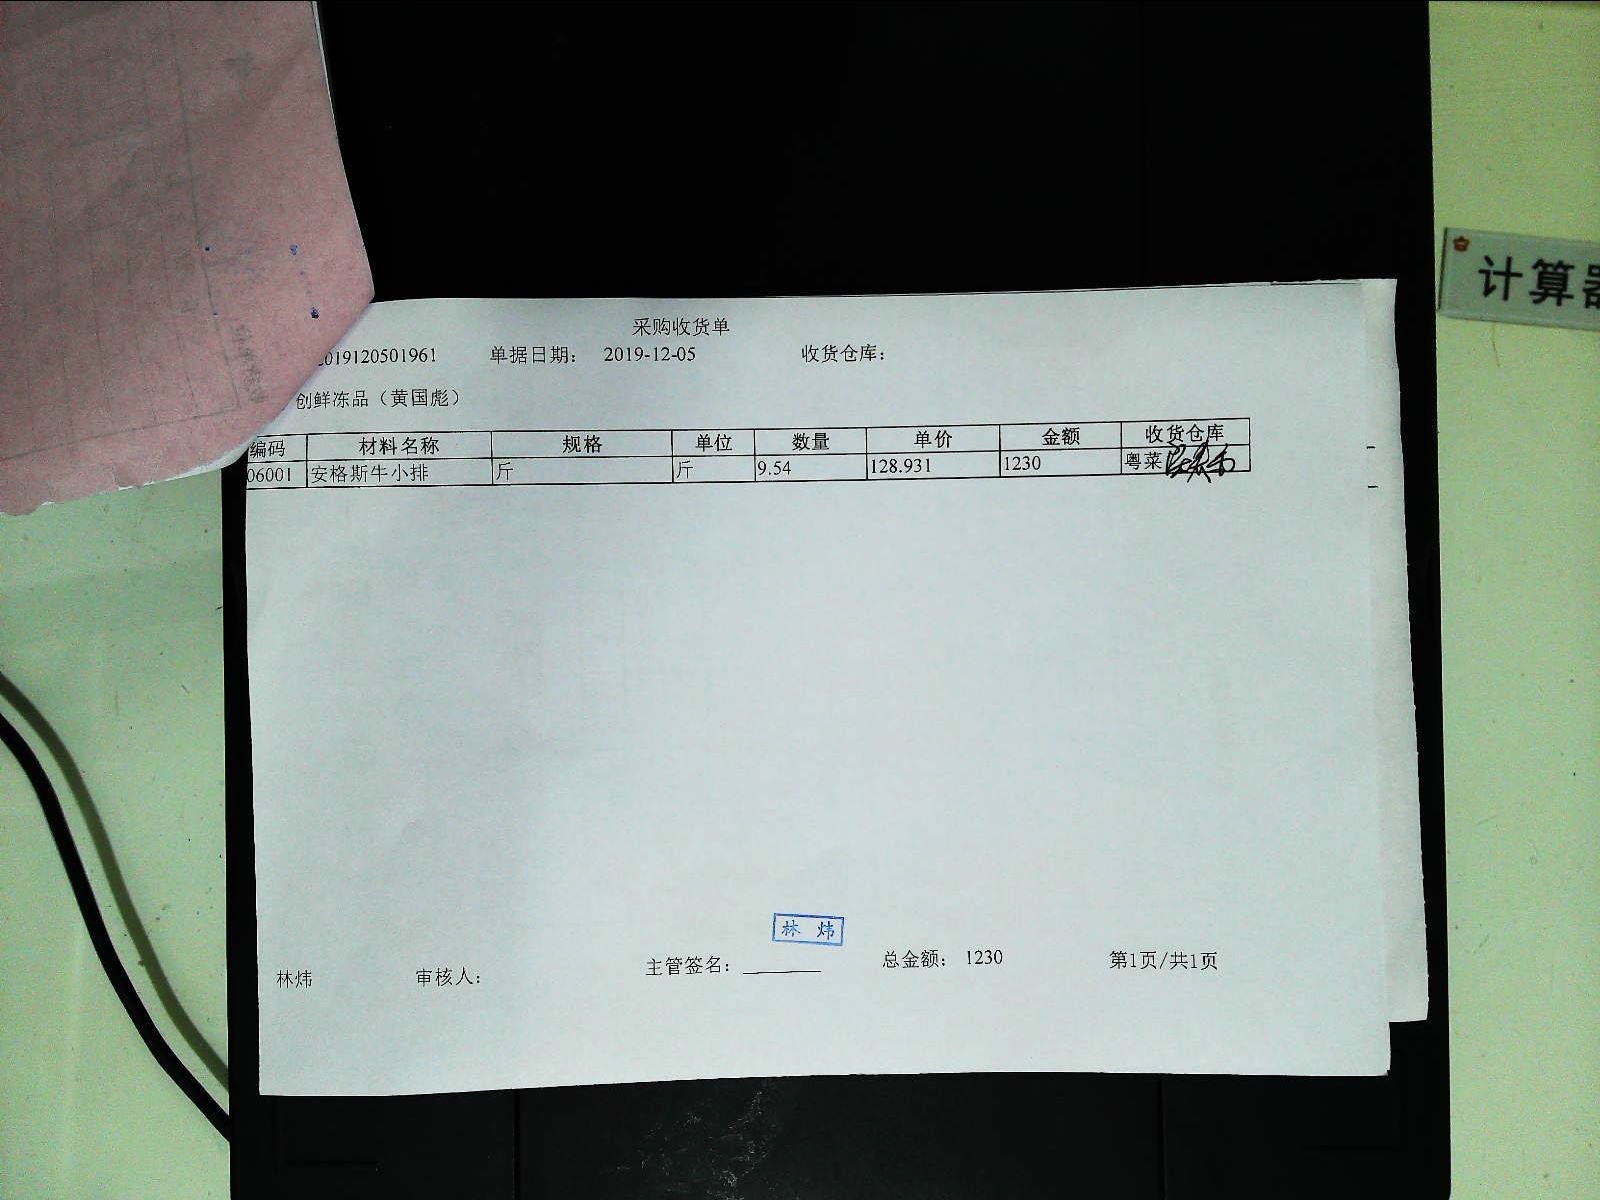 采购收货单
019120501961 单据日期: 2019-12-05 收货仓库:
创鲜冻品（黄国彪）
编码 材料名称 规格 单位 数量 单价 金额 收货仓库
06001 安格斯牛小排 斤 斤 9.54 128.931 1230 粤菜
林炜
林炜 审核人: 主管签名: 总金额: 1230 第1页/共1页
计算